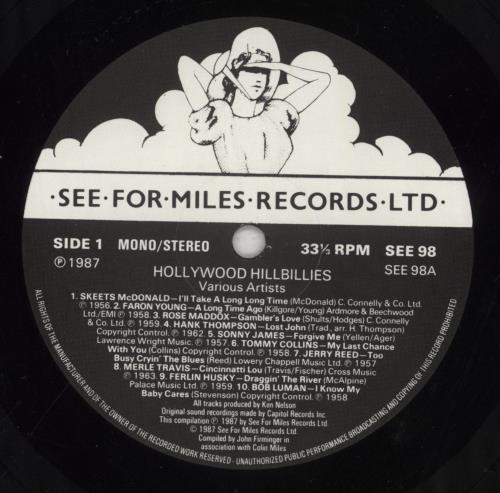 ·SEE·FOR·MILES·RECORDS·LTD·
SIDE 1 MONO/STEREO 33⅓ RPM SEE 98
Ⓟ 1987 SEE 98A
HOLLYWOOD HILLBILLIES
Various Artists
1. SKEETS McDONALD—I'll Take A Long Long Time (McDonald) C. Connelly & Co. Ltd.
Ⓟ 1956 2. FARON YOUNG—A Long Time Ago (Kilgore/Young) Ardmore & Beechwood
Ltd./EMI Ⓟ 1958 3. ROSE MADDOX—Gambler's Love (Shults/Hodges) C. Connelly
& Co. Ltd. Ⓟ 1959 4. HANK THOMPSON—Lost John (Trad., arr. H. Thompson)
Copyright Control. Ⓟ 1962 5. SONNY JAMES—Forgive Me (Yellen/Ager)
Lawrence Wright Music. Ⓟ 1957 6. TOMMY COLLINS—My Last Chance
With You (Collins) Copyright Control. Ⓟ 1958 7. JERRY REED—Too
Busy Cryin' The Blues (Reed) Lowery Chappell Music Ltd. Ⓟ 1957
8. MERLE TRAVIS—Cincinnatti Lou (Travis/Fischer) Cross Music
Ⓟ 1963 9. FERLIN HUSKY—Draggin' The River (McAlpine)
Palace Music Ltd. Ⓟ 1959 10. BOB LUMAN—I Know My
Baby Cares (Stevenson) Copyright Control. Ⓟ 1958
All tracks produced by Ken Nelson
Original sound recordings made by Capitol Records Inc.
This compilation Ⓟ 1987 by See For Miles Ltd.
© 1987 See For Miles Records Ltd.
Compiled by John Firminger in
association with Colin Miles
ALL RIGHTS OF THE MANUFACTURER AND OF THE OWNER OF THE RECORDED WORK RESERVED - UNAUTHORIZED PUBLIC PERFORMANCE BROADCASTING AND COPYING OF THIS RECORD PROHIBITED